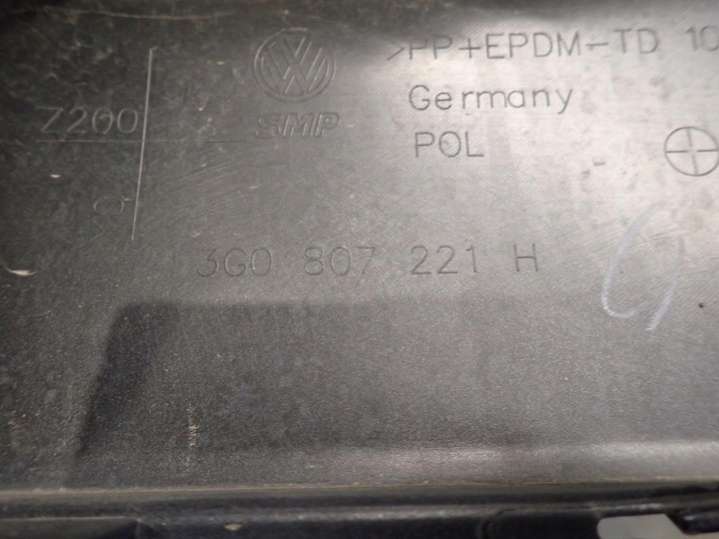 >PP+EPDM-TD 10
Germany
Z200
SMP
POL
3G0 807 221 H